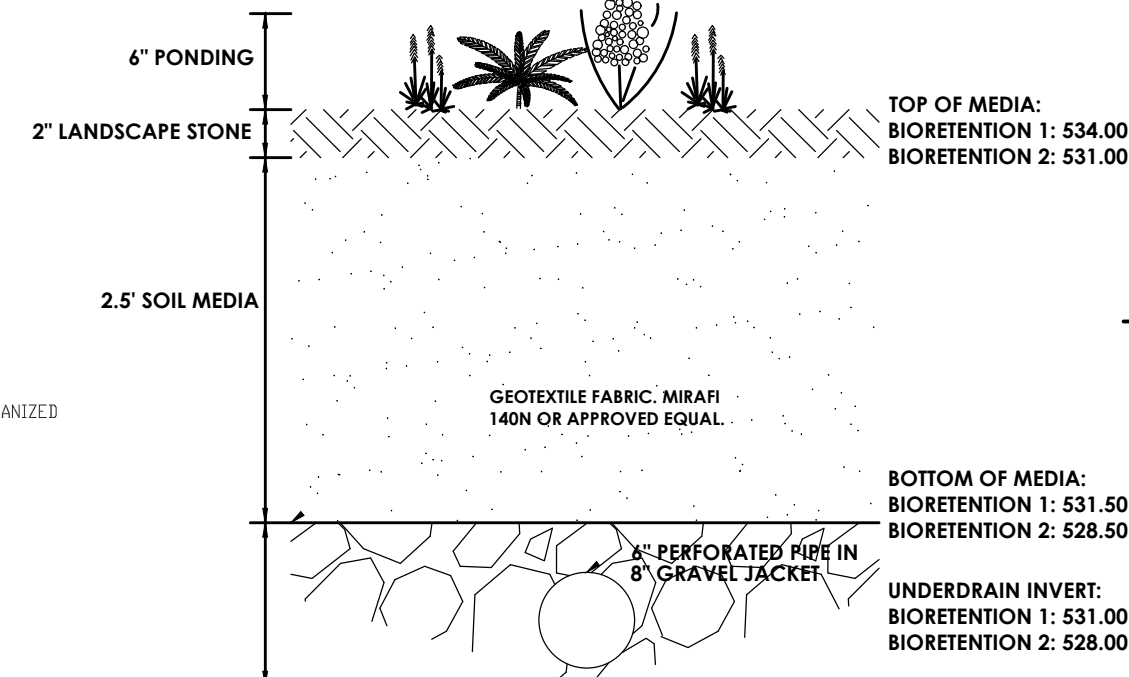 6" PONDING
2" LANDSCAPE STONE
TOP OF MEDIA:
BIORETENTION 1: 534.00
BIORETENTION 2: 531.00
2.5' SOIL MEDIA
ANIZED
GEOTEXTILE FABRIC. MIRAFI
140N OR APPROVED EQUAL.
BOTTOM OF MEDIA:
BIORETENTION 1: 531.50
BIORETENTION 2: 528.50
6" PERFORATED PIPE IN
8" GRAVEL JACKET
UNDERDRAIN INVERT:
BIORETENTION 1: 531.00
BIORETENTION 2: 528.00